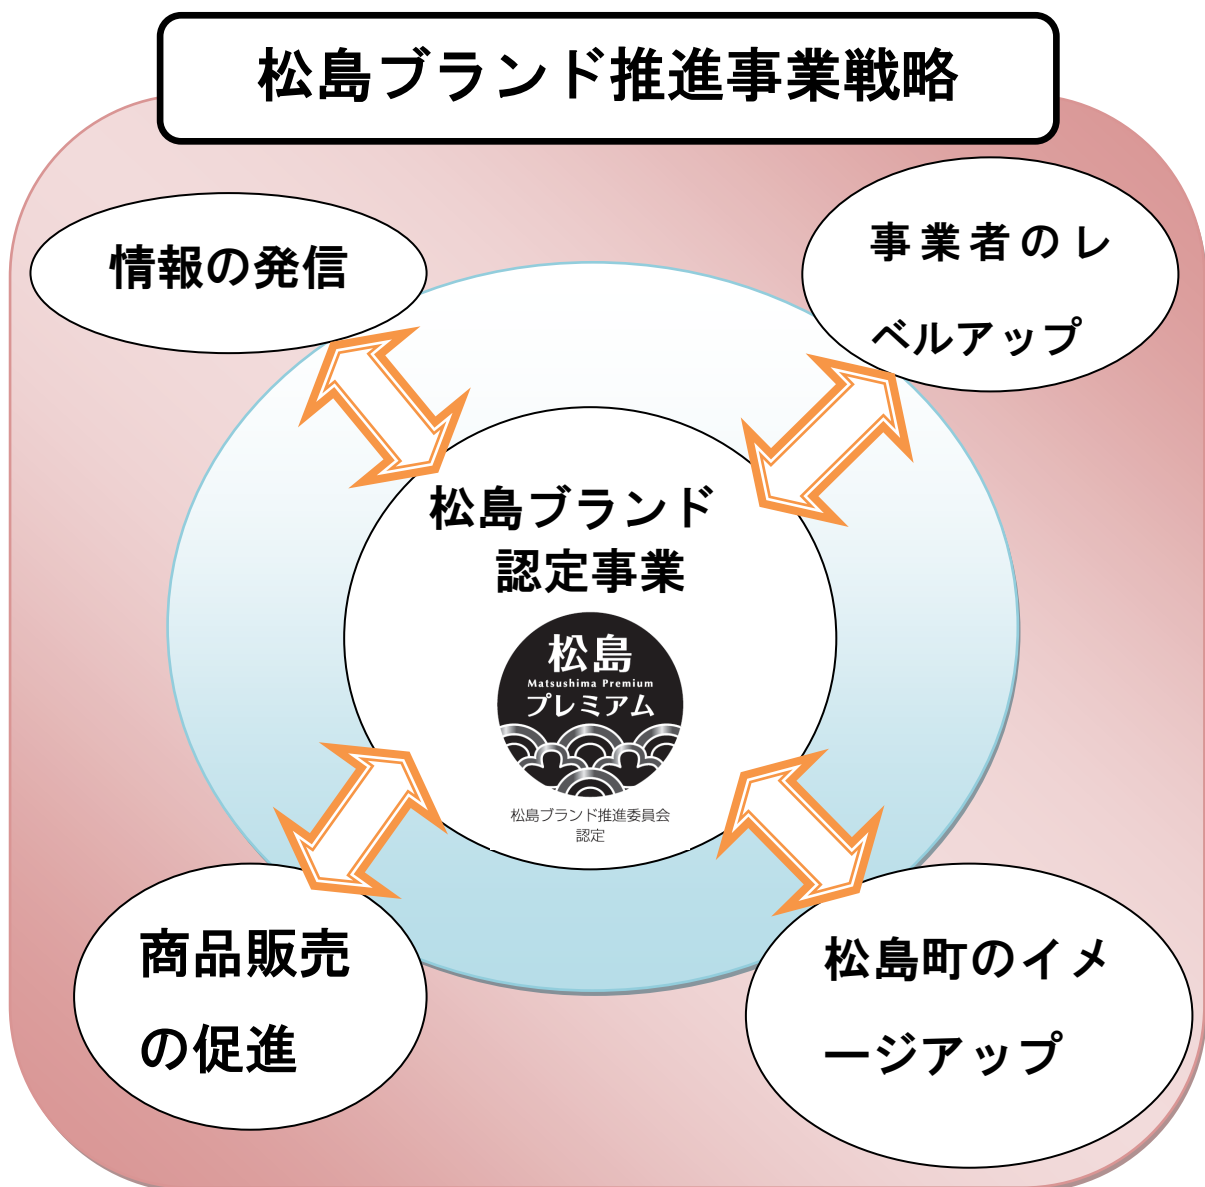 松島ブランド推進事業戦略
情報の発信
事業者のレ
ベルアップ
松島ブランド
認定事業
松島
Matsushima Premium
プレミアム
松島ブランド推進委員会
認定
商品販売
の促進
松島町のイメ
ージアップ